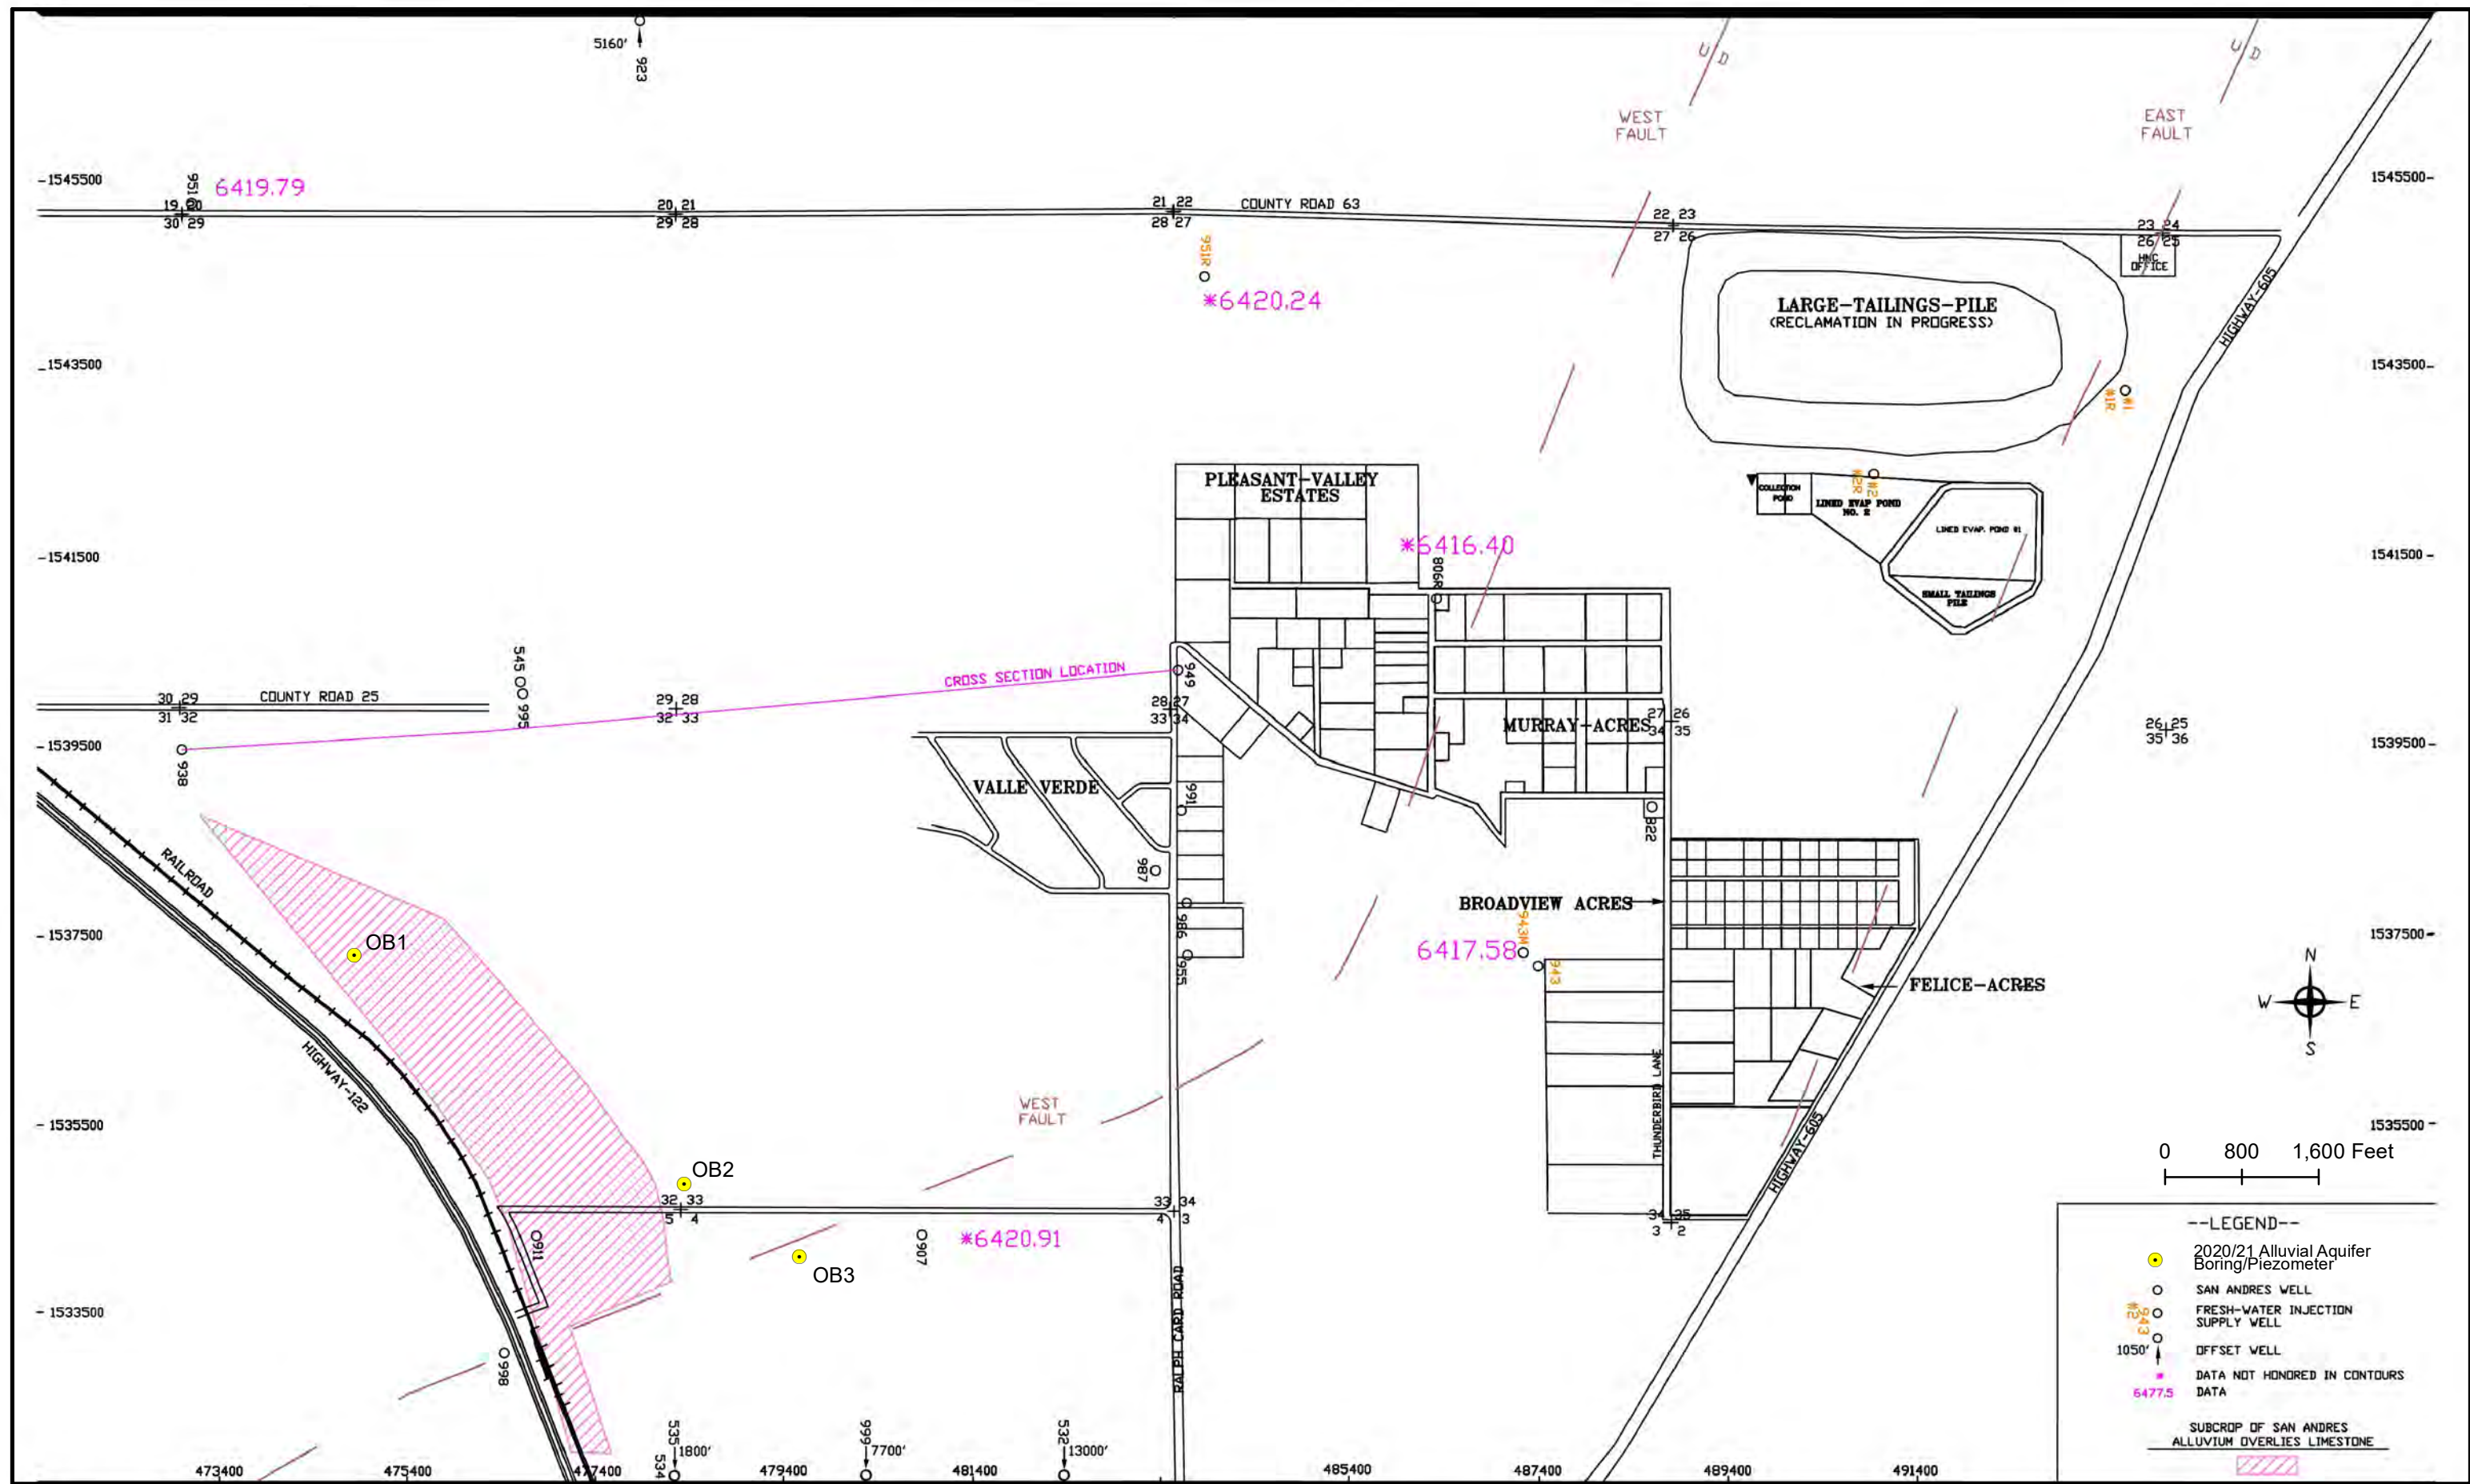 5160'
923
U/D
U/D
WEST
FAULT
EAST
FAULT
-1545500
951
6419.79
1545500-
19 20
30 29
20 21
29 28
21 22
28 27
COUNTY ROAD 63
22 23
27 26
23 24
26 25
HMC
OFFICE
951R
*6420.24
LARGE-TAILINGS-PILE
(RECLAMATION IN PROGRESS)
HIGHWAY-605
-1543500
1543500-
#1R
#1
PLEASANT-VALLEY
ESTATES
COLLECTION
POND
#2R
#2
LINED EVAP POND
NO. 2
LINED EVAP. POND #1
-1541500
*6416.40
1541500 -
806R
SMALL TAILINGS
PILE
545
995
CROSS SECTION LOCATION
949
30 29
31 32
COUNTY ROAD 25
29 28
32 33
28 27
33 34
MURRAY-ACRES
27 26
34 35
26 25
35 36
-1539500
1539500 -
938
VALLE VERDE
991
822
RAILROAD
987
BROADVIEW ACRES
986
943M
- 1537500
OB1
6417.58
1537500-
955
943
FELICE-ACRES
N
W
E
S
HIGHWAY-122
WEST
FAULT
THUNDERBIRD LANE
- 1535500
1535500 -
HIGHWAY-605
0 800 1,600 Feet
OB2
32 33
5 4
33 34
4 3
34 35
3 2
911
907
*6420.91
OB3
RALPH CARD ROAD
- 1533500
998
535
1800'
534
999
7700'
532
13000'
473400
475400
477400
479400
481400
485400
487400
489400
491400
--LEGEND--
2020/21 Alluvial Aquifer
Boring/Piezometer
SAN ANDRES WELL
#2
943
FRESH-WATER INJECTION
SUPPLY WELL
1050'
OFFSET WELL
* DATA NOT HONORED IN CONTOURS
6477.5 DATA
SUBCROP OF SAN ANDRES
ALLUVIUM OVERLIES LIMESTONE